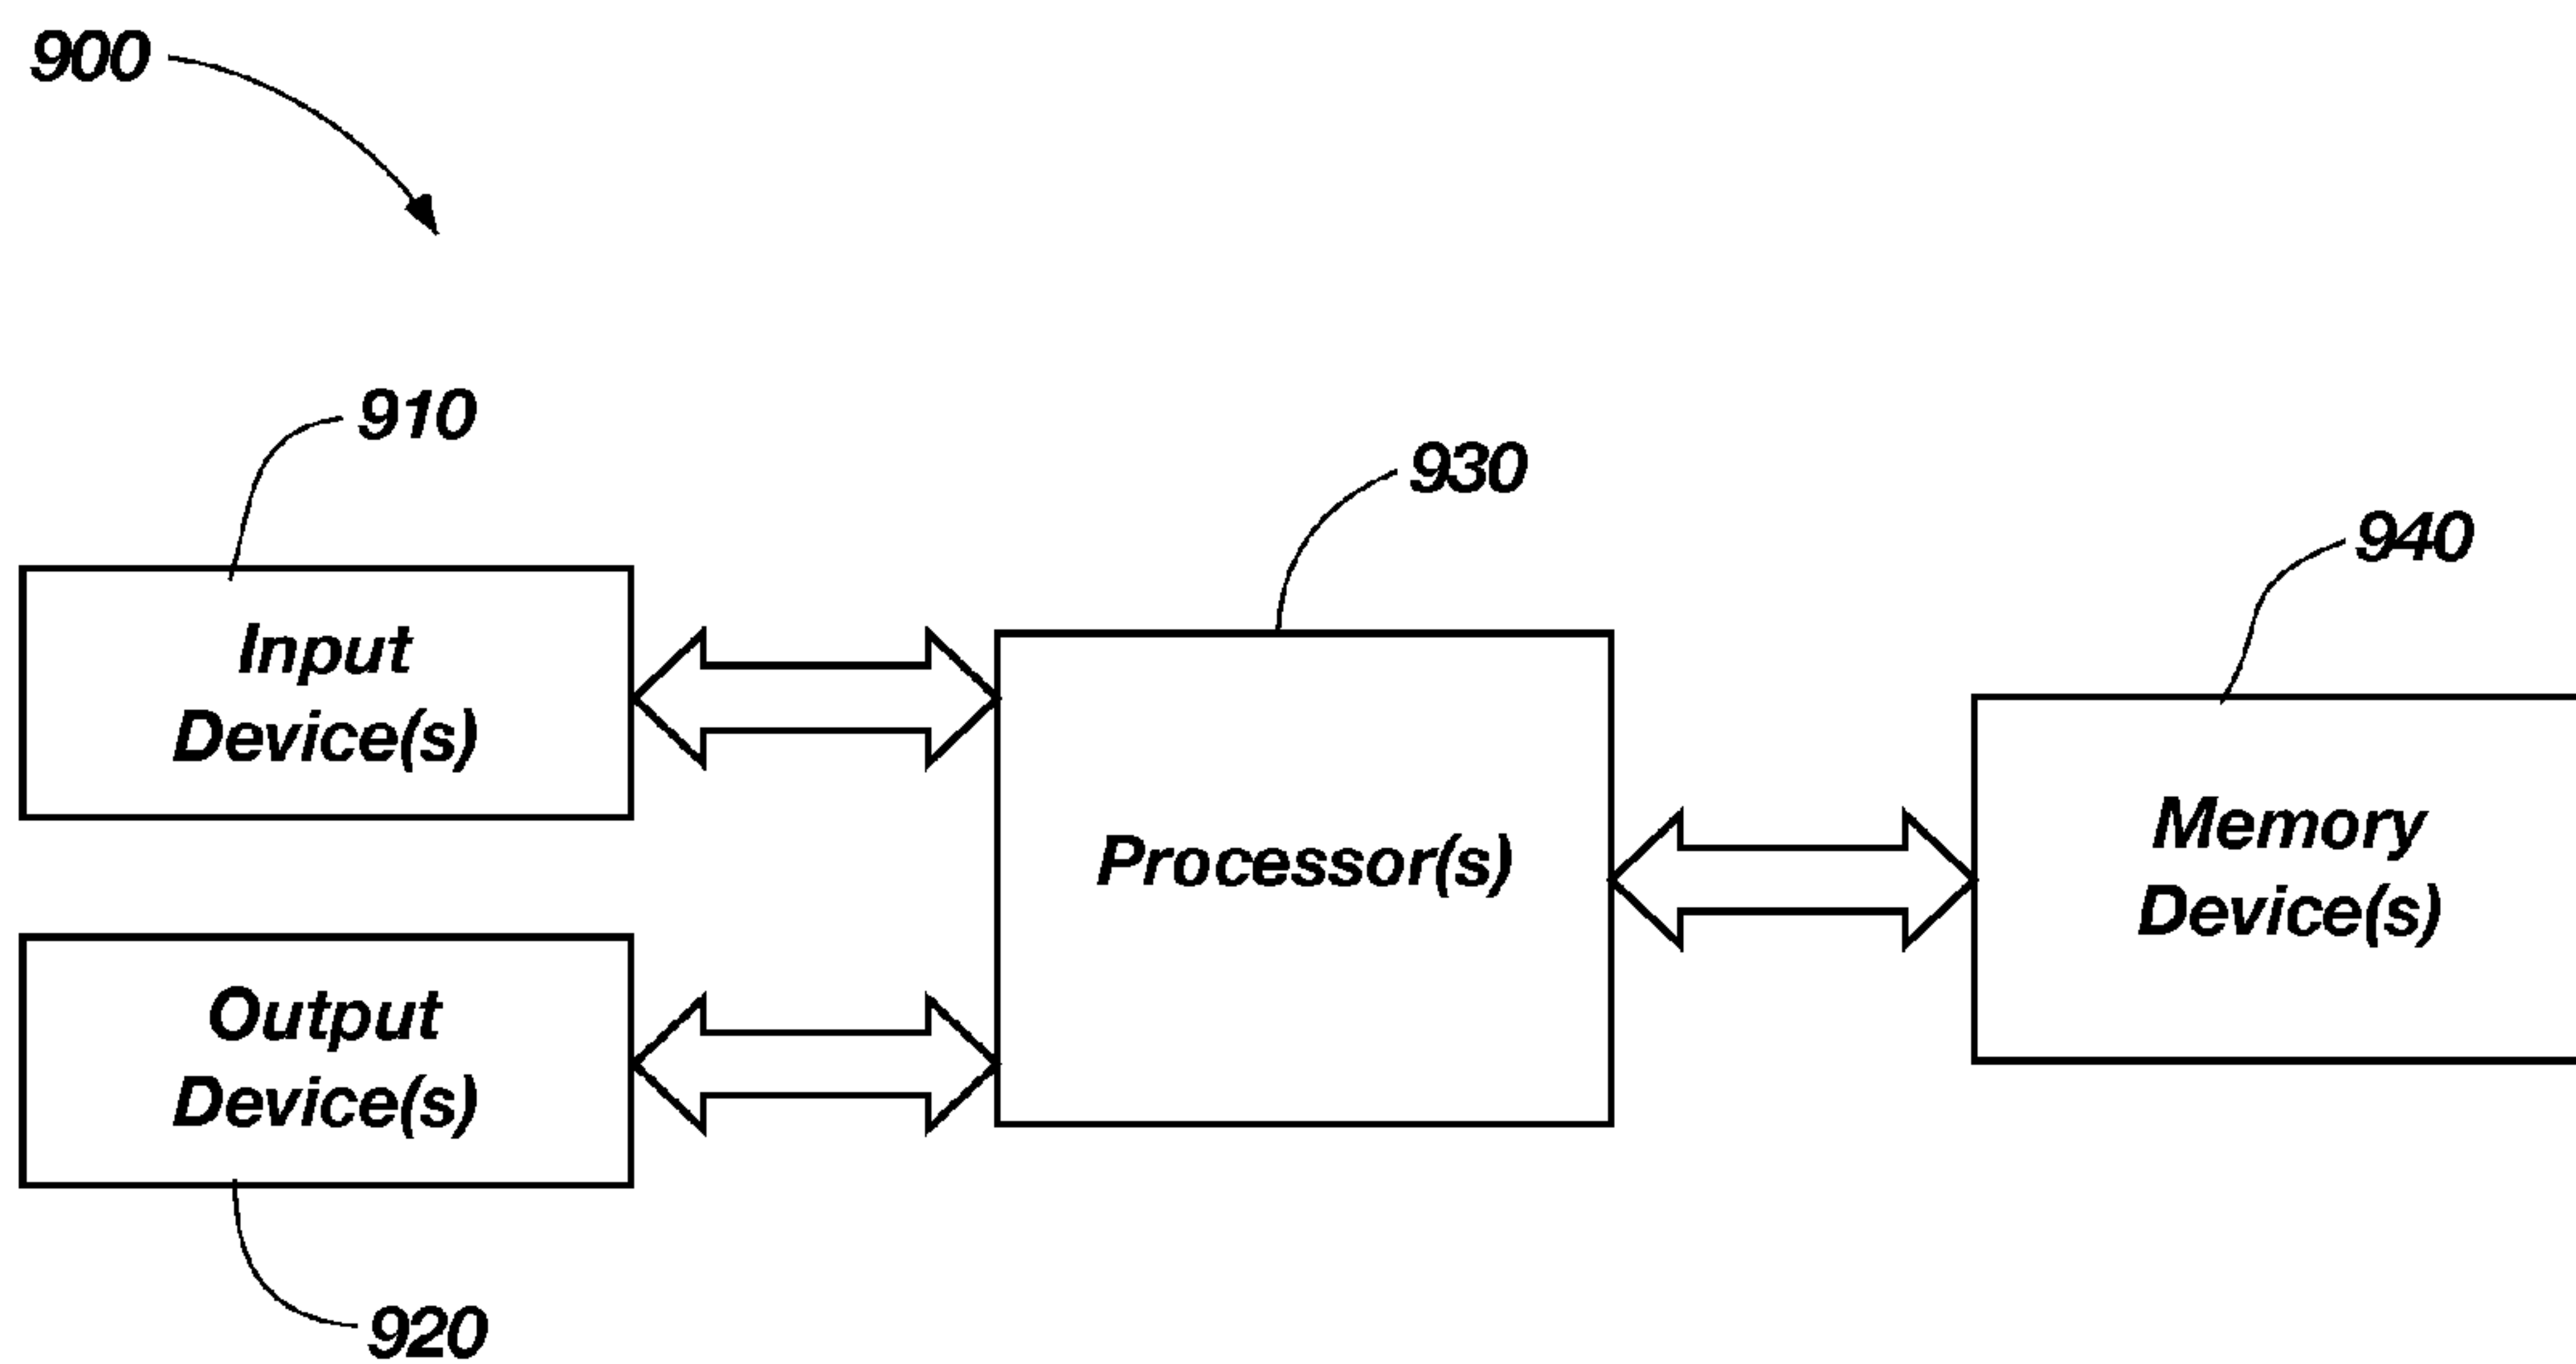 900
910
930
940
Input
Device(s)
Processor(s)
Memory
Device(s)
Output
Device(s)
920